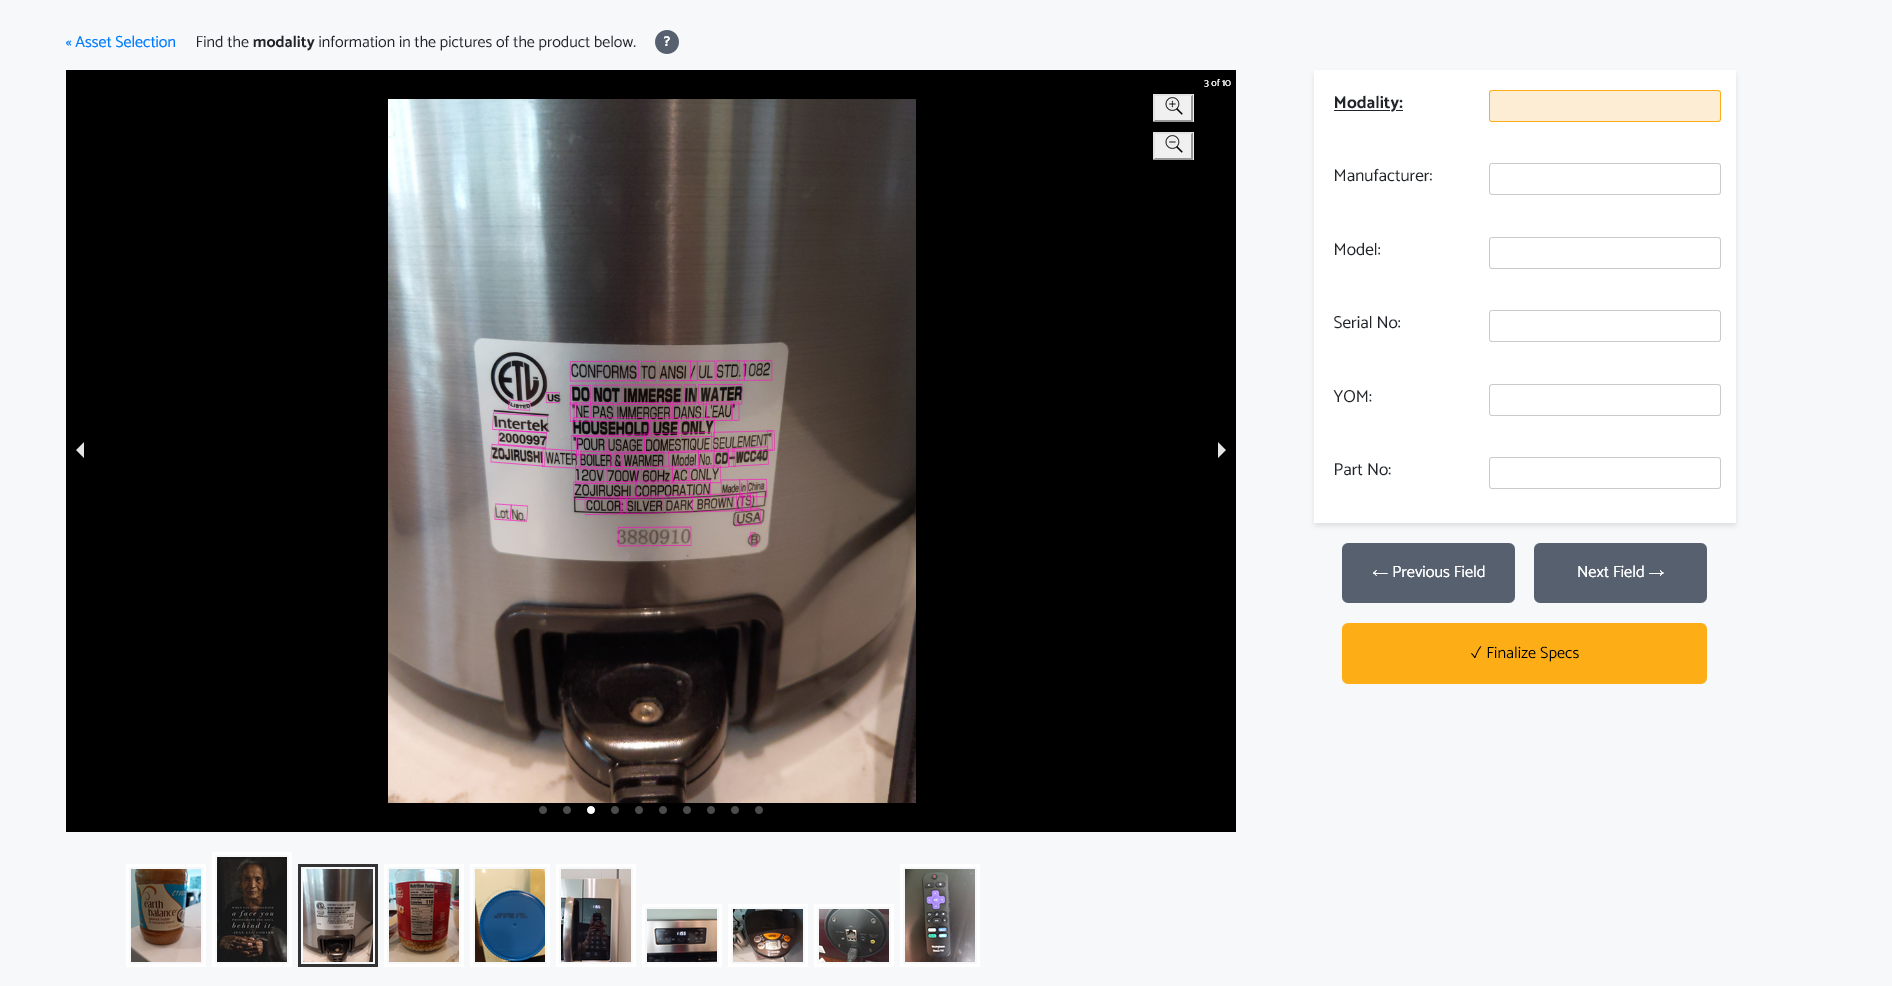 « Asset Selection Find the modality information in the pictures of the product below. ?
3 of 10
ETL
LISTED
US
Intertek
2000997
CONFORMS TO ANSI / UL STD. 1082
DO NOT IMMERSE IN WATER
"NE PAS IMMERGER DANS L'EAU"
HOUSEHOLD USE ONLY
"POUR USAGE DOMESTIQUE SEULEMENT"
ZOJIRUSHI WATER BOILER & WARMER Model No. CD-WCC40
120V 700W 60Hz AC ONLY
ZOJIRUSHI CORPORATION Made in China
COLOR: SILVER DARK BROWN (TS)
Lot No.
USA
3880910
B
Modality:
Manufacturer:
Model:
Serial No:
YOM:
Part No:
← Previous Field
Next Field →
✓ Finalize Specs
earth
balance
a face you
behind it